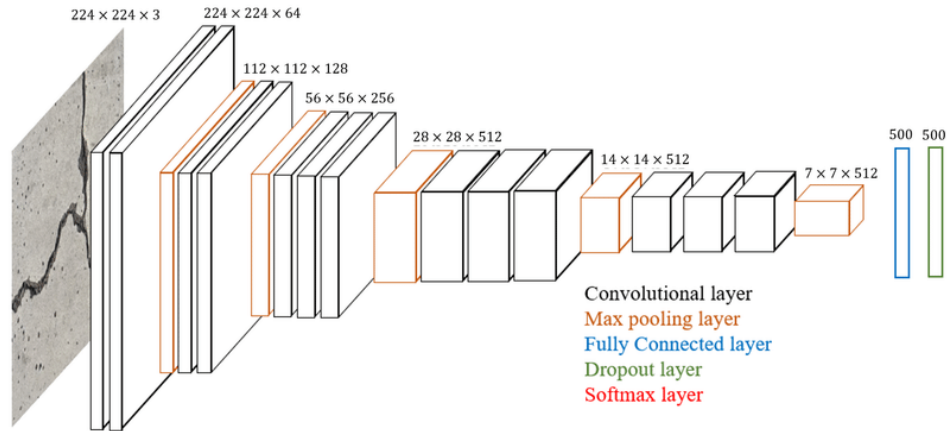 224 × 224 × 3
224 × 224 × 64
112 × 112 × 128
56 × 56 × 256
28 × 28 × 512
14 × 14 × 512
7 × 7 × 512
500
500
Convolutional layer
Max pooling layer
Fully Connected layer
Dropout layer
Softmax layer